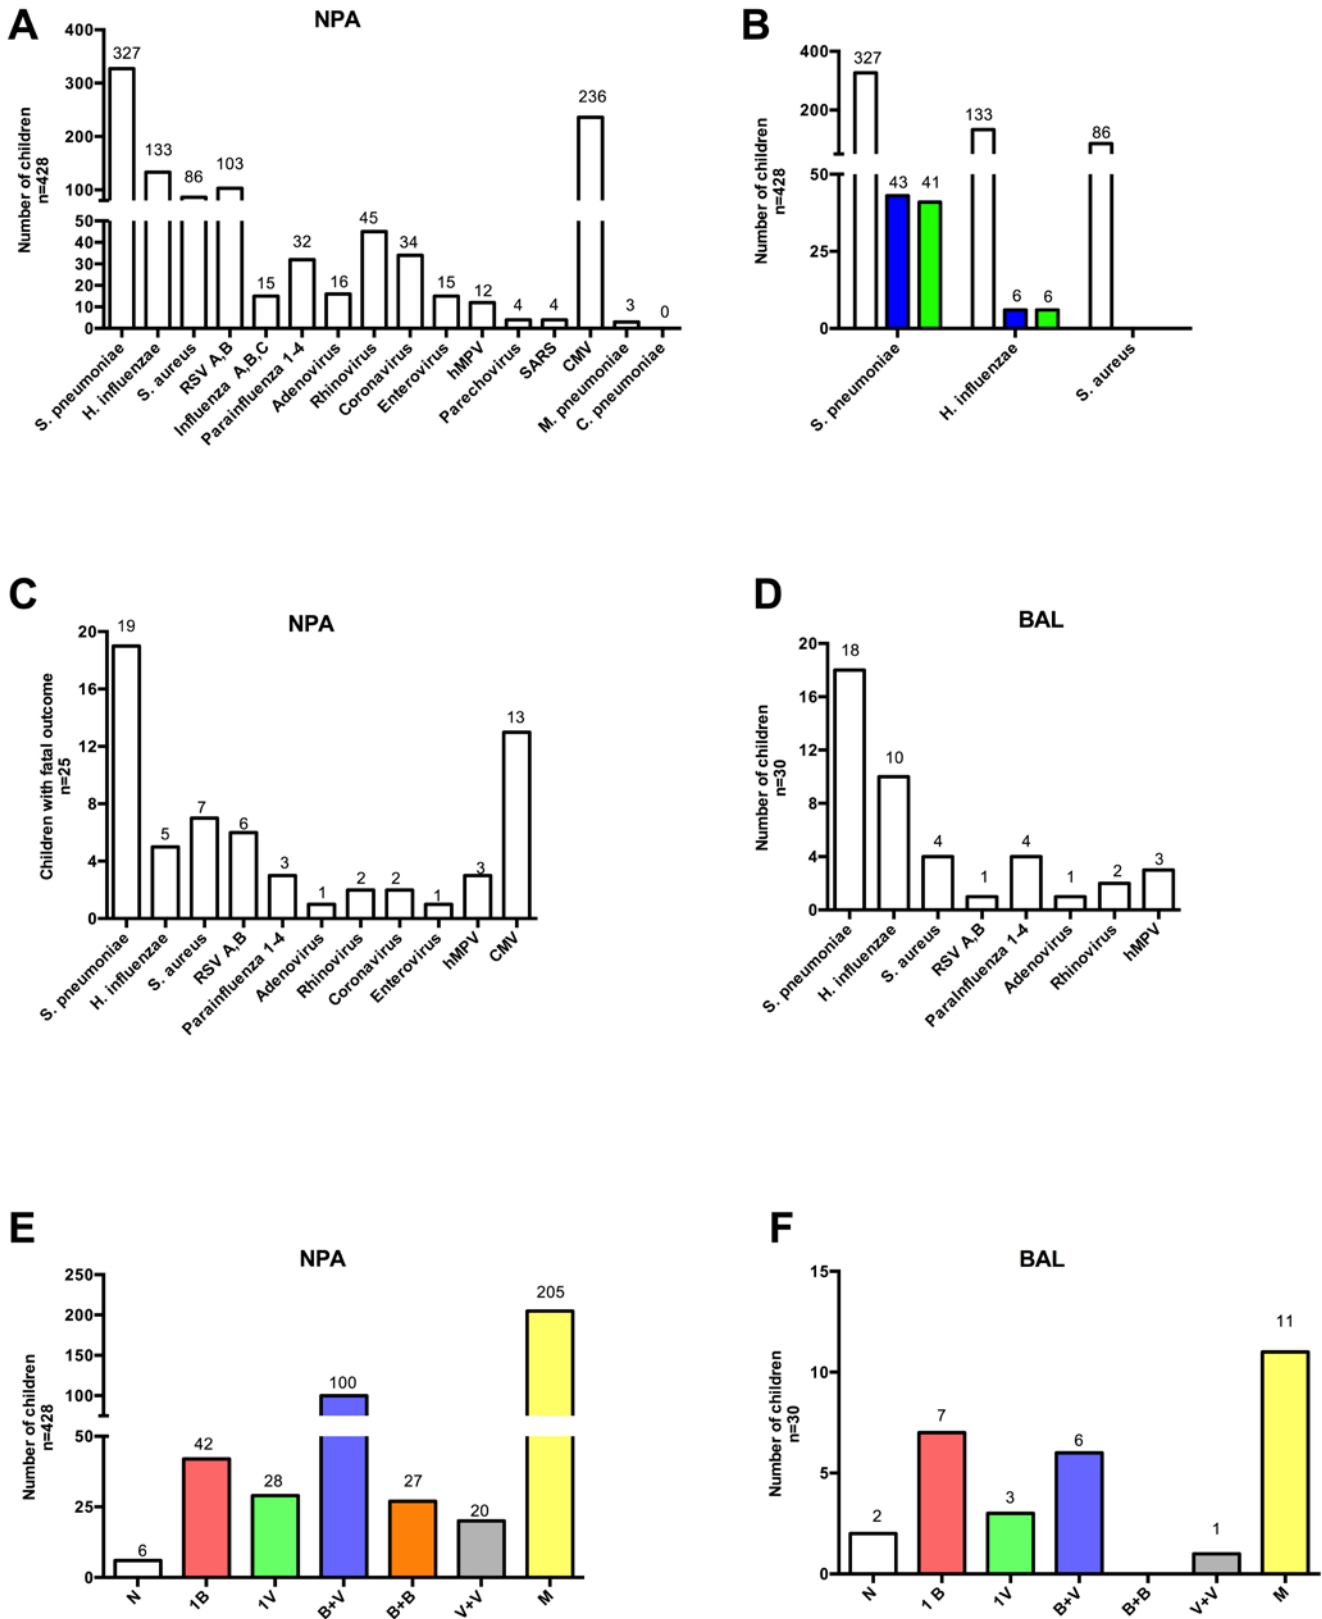 A
NPA
Number of children
n=428
400
300
200
100
50
40
30
20
10
0
327
133
86
103
15
32
16
45
34
15
12
4
4
236
3
0
S. pneumoniae
H. influenzae
S. aureus
RSV A,B
Influenza A,B,C
Parainfluenza 1-4
Adenovirus
Rhinovirus
Coronavirus
Enterovirus
hMPV
Parechovirus
SARS
CMV
M. pneumoniae
C. pneumoniae
B
Number of children
n=428
400
200
50
25
0
327
43
41
133
6
6
86
S. pneumoniae
H. influenzae
S. aureus
C
NPA
Children with fatal outcome
n=25
20
16
12
8
4
0
19
5
7
6
3
1
2
2
1
3
13
S. pneumoniae
H. influenzae
S. aureus
RSV A,B
Parainfluenza 1-4
Adenovirus
Rhinovirus
Coronavirus
Enterovirus
hMPV
CMV
D
BAL
Number of children
n=30
20
16
12
8
4
0
18
10
4
1
4
1
2
3
S. pneumoniae
H. influenzae
S. aureus
RSV A,B
ParaInfluenza 1-4
Adenovirus
Rhinovirus
hMPV
E
NPA
Number of children
n=428
250
200
150
100
50
25
0
6
42
28
100
27
20
205
N
1B
1V
B+V
B+B
V+V
M
F
BAL
Number of children
n=30
15
10
5
0
2
7
3
6
1
11
N
1 B
1V
B+V
B+B
V+V
M